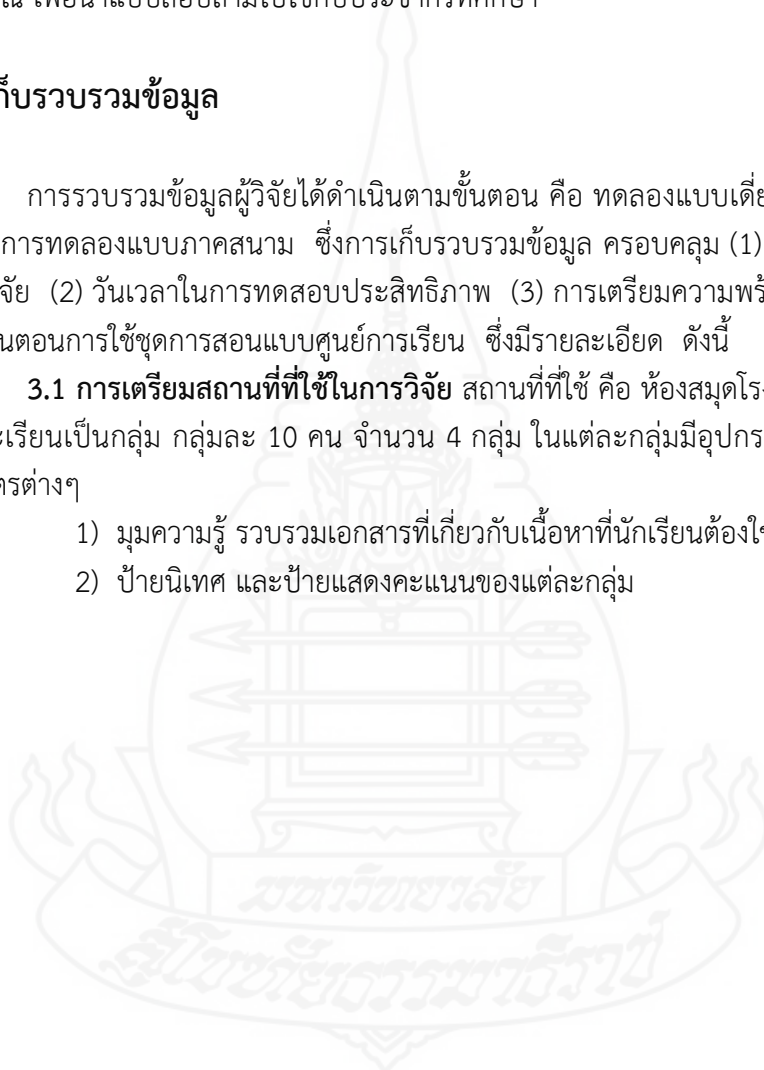 เพื่อนำแบบสอบถามไปใช้กับประชากรที่ศึกษา
ก็บรวบรวมข้อมูล
การรวบรวมข้อมูลผู้วิจัยได้ดำเนินตามขั้นตอน คือ ทดลองแบบเดี่ย
การทดลองแบบภาคสนาม ซึ่งการเก็บรวบรวมข้อมูล ครอบคลุม (1)
จัย (2) วันเวลาในการทดสอบประสิทธิภาพ (3) การเตรียมความพร้
นตอนการใช้ชุดการสอนแบบศูนย์การเรียน ซึ่งมีรายละเอียด ดังนี้
3.1 การเตรียมสถานที่ที่ใช้ในการวิจัย สถานที่ที่ใช้ คือ ห้องสมุดโรง
ะเรียนเป็นกลุ่ม กลุ่มละ 10 คน จำนวน 4 กลุ่ม ในแต่ละกลุ่มมีอุปกร
ตรต่างๆ
1) มุมความรู้ รวบรวมเอกสารที่เกี่ยวกับเนื้อหาที่นักเรียนต้องใช
2) ป้ายนิเทศ และป้ายแสดงคะแนนของแต่ละกลุ่ม
มหาวิทยาลัย
สุโขทัยธรรมาธิราช